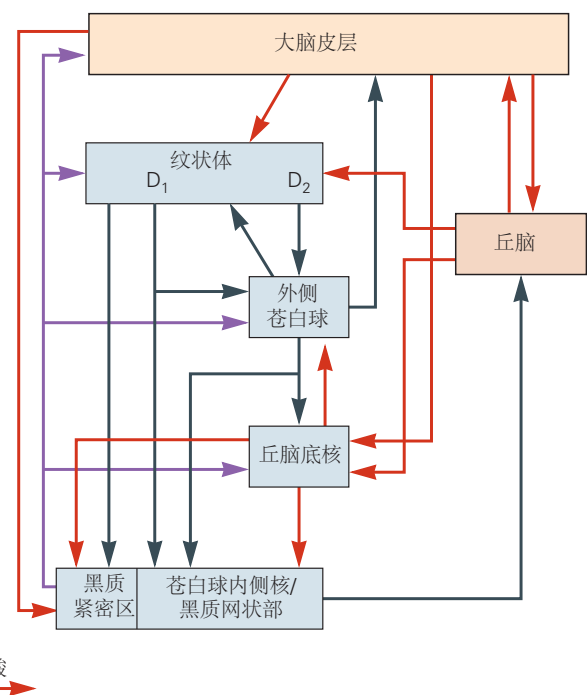 大脑皮层
纹状体
D₁ D₂
丘脑
外侧
苍白球
丘脑底核
黑质
紧密区
苍白球内侧核/
黑质网状部
酸